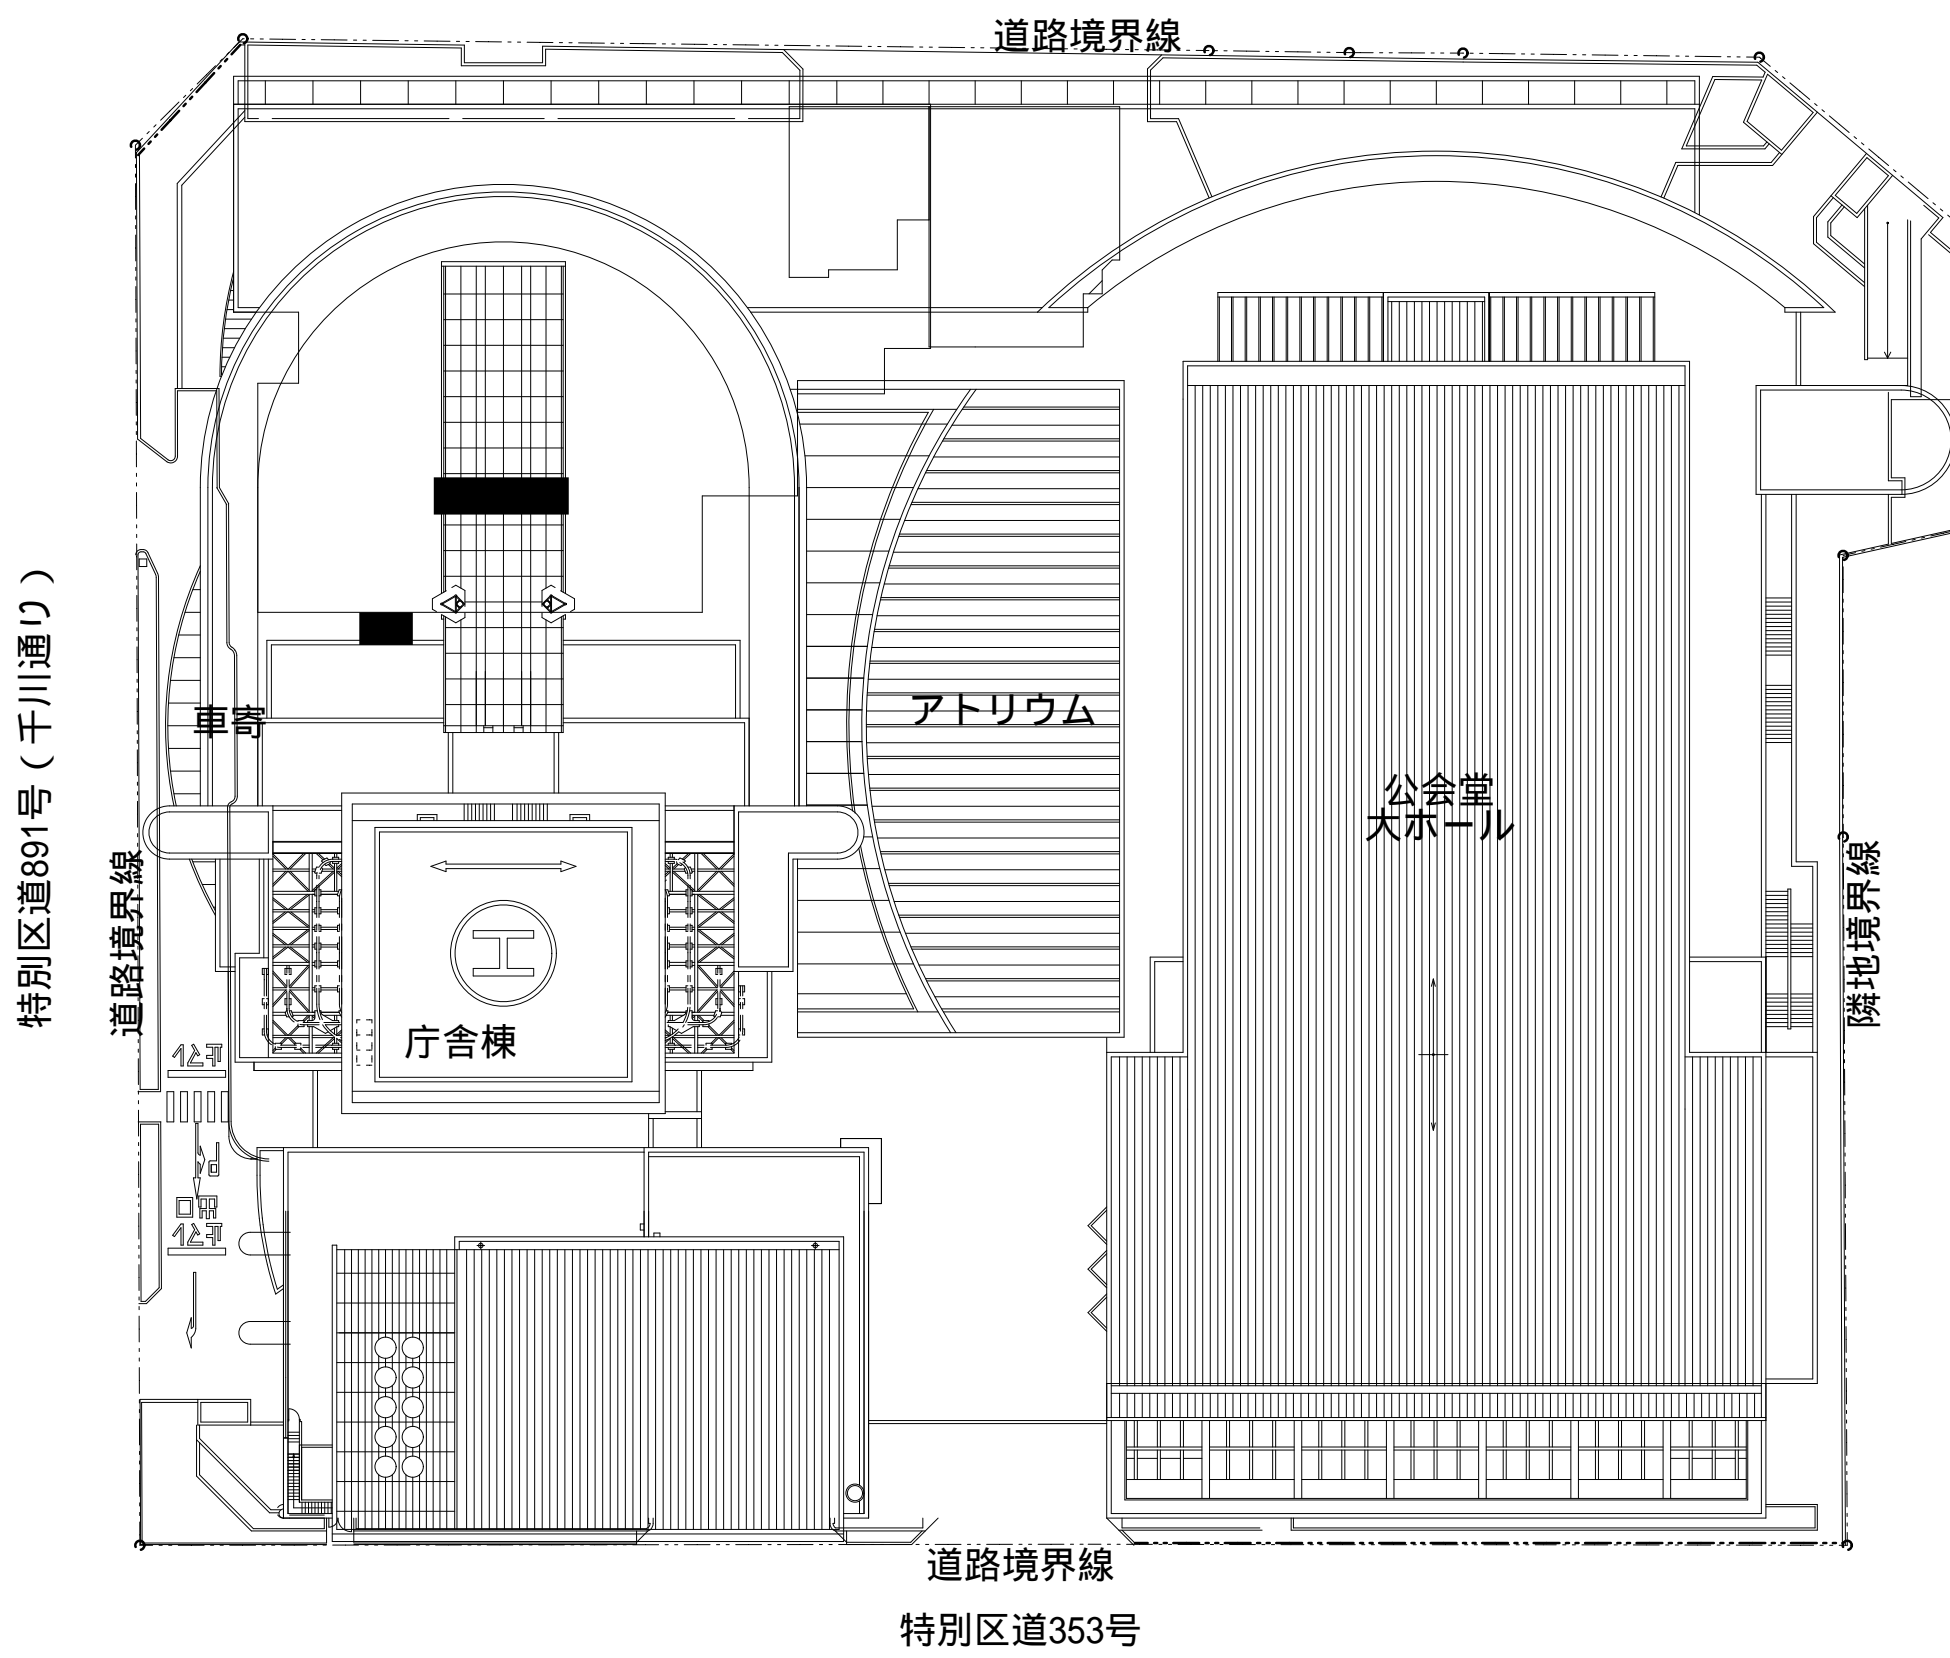 道路境界線
特別区道891号(千川通り)
車寄
アトリウム
公会堂
大ホール
道路境界線
隣地境界線
庁舎棟
H
道路境界線
特別区道353号